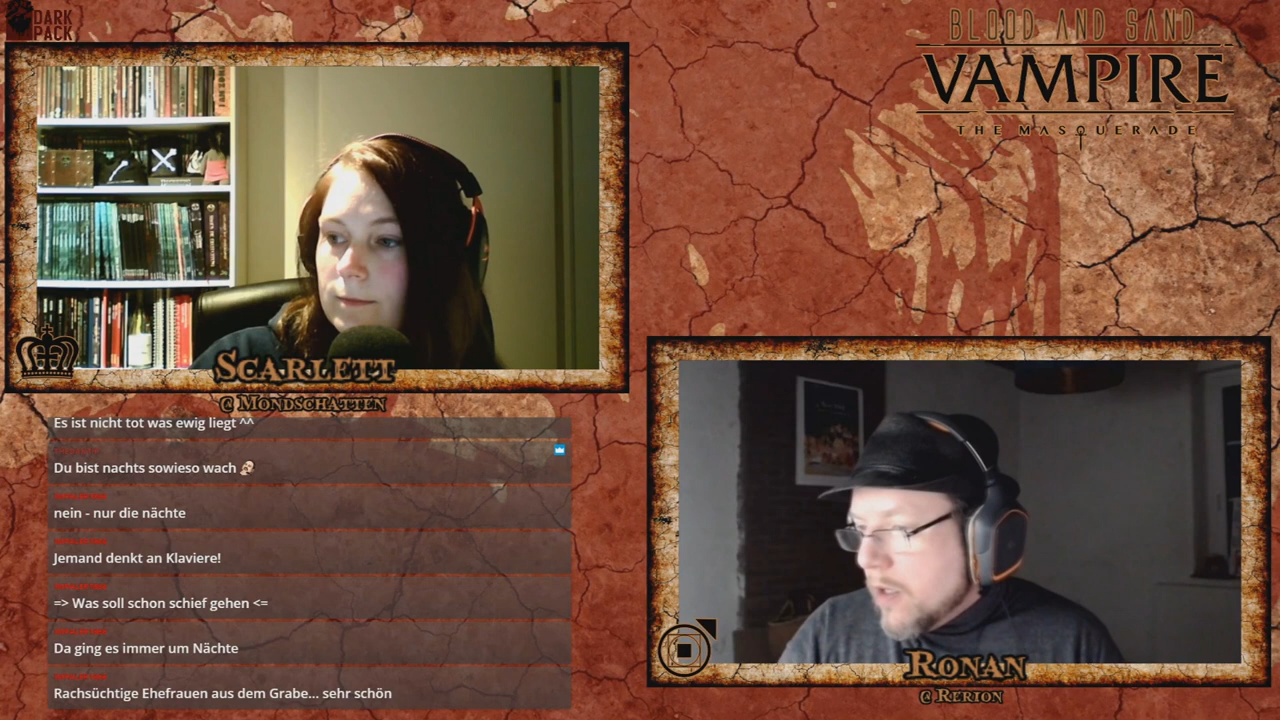 DARK
PACK
BLOOD AND SAND
VAMPIRE
THE MASQUERADE
SCARLETT
@ MONDSCHATTEN
Es ist nicht tot was ewig liegt ^^
Du bist nachts sowieso wach
nein - nur die nächte
Jemand denkt an Klaviere!
=> Was soll schon schief gehen <=
Da ging es immer um Nächte
Rachsüchtige Ehefrauen aus dem Grabe... sehr schön
RONAN
@ RERION